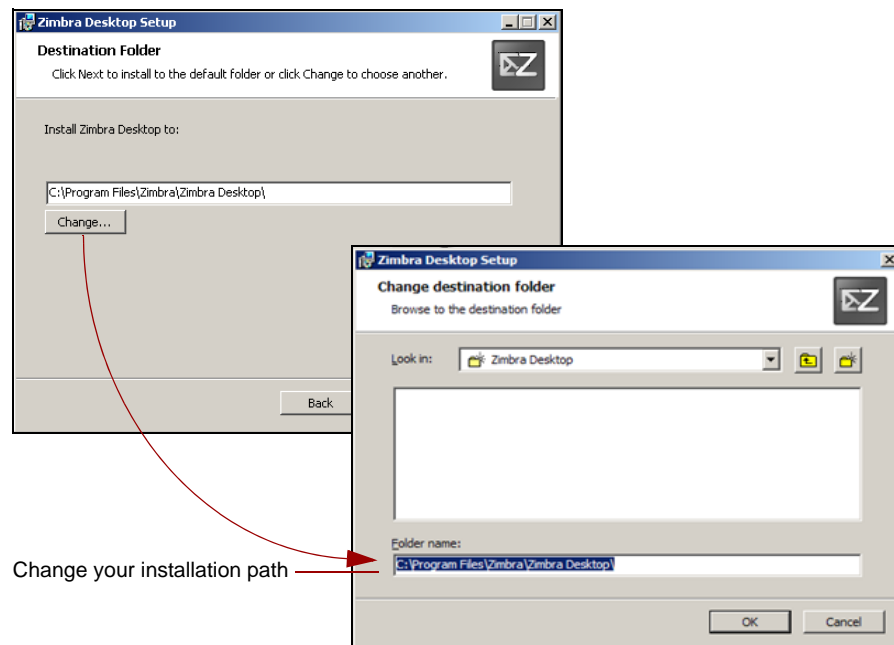 Zimbra Desktop Setup
Destination Folder
Click Next to install to the default folder or click Change to choose another.
Install Zimbra Desktop to:
C:\Program Files\Zimbra\Zimbra Desktop\
Change...
Back
Zimbra Desktop Setup
Change destination folder
Browse to the destination folder
Look in:
Zimbra Desktop
Folder name:
C:\Program Files\Zimbra\Zimbra Desktop\
OK Cancel
Change your installation path